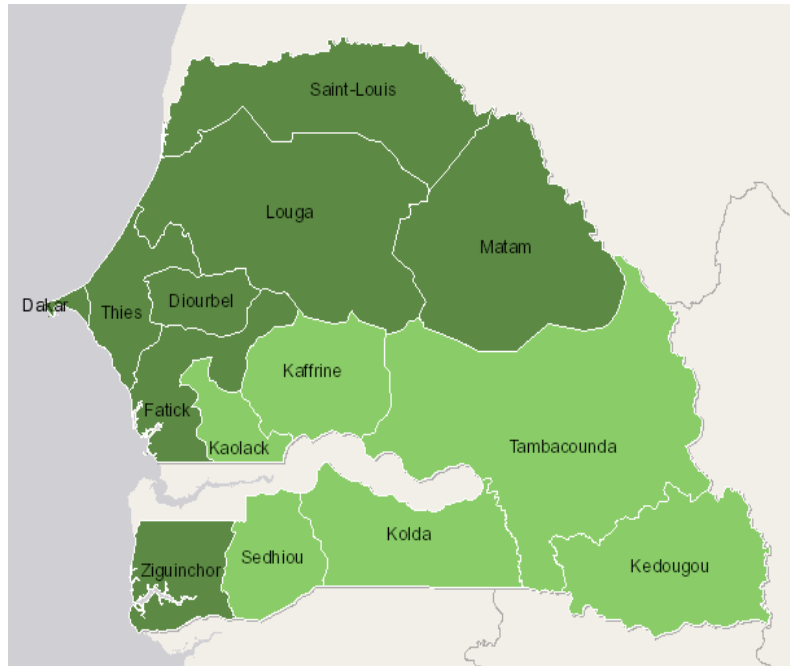 Saint-Louis
Louga
Matam
Dakar
Thies
Diourbel
Kaffrine
Fatick
Kaolack
Tambacounda
Kolda
Sedhiou
Ziguinchor
Kedougou